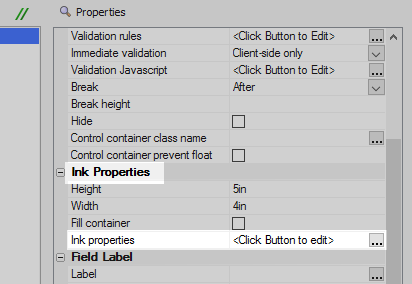 // Properties
Validation rules <Click Button to Edit> ...
Immediate validation Client-side only
Validation Javascript <Click Button to Edit> ...
Break After
Break height
Hide
Control container class name ...
Control container prevent float
Ink Properties
Height 5in
Width 4in
Fill container
Ink properties <Click Button to edit> ...
Field Label
Label ...